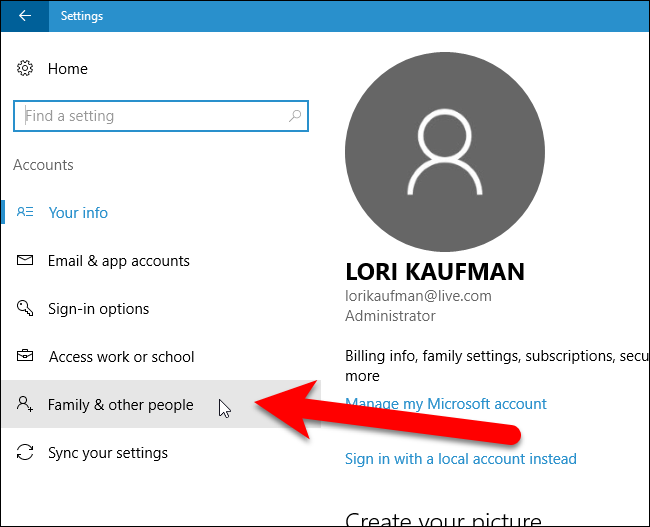 Settings
Home
Find a setting
Accounts
Your info
Email & app accounts
Sign-in options
Access work or school
Family & other people
Sync your settings
LORI KAUFMAN
lorikaufman@live.com
Administrator
Billing info, family settings, subscriptions, secu
more
Manage my Microsoft account
Sign in with a local account instead
Create your picture